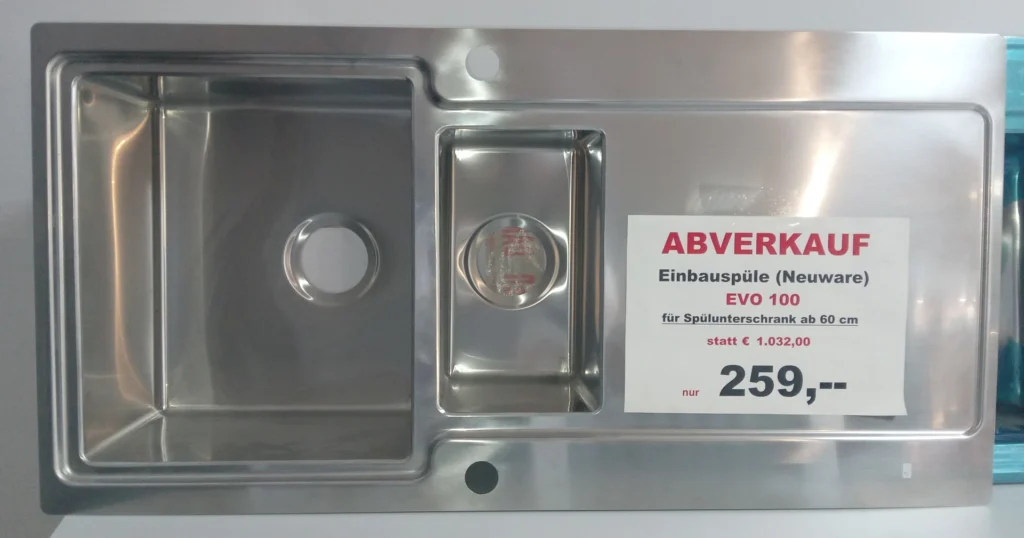 ABVERKAUF
Einbauspüle (Neuware)
EVO 100
für Spülunterschrank ab 60 cm
statt € 1.032,00
nur 259,--